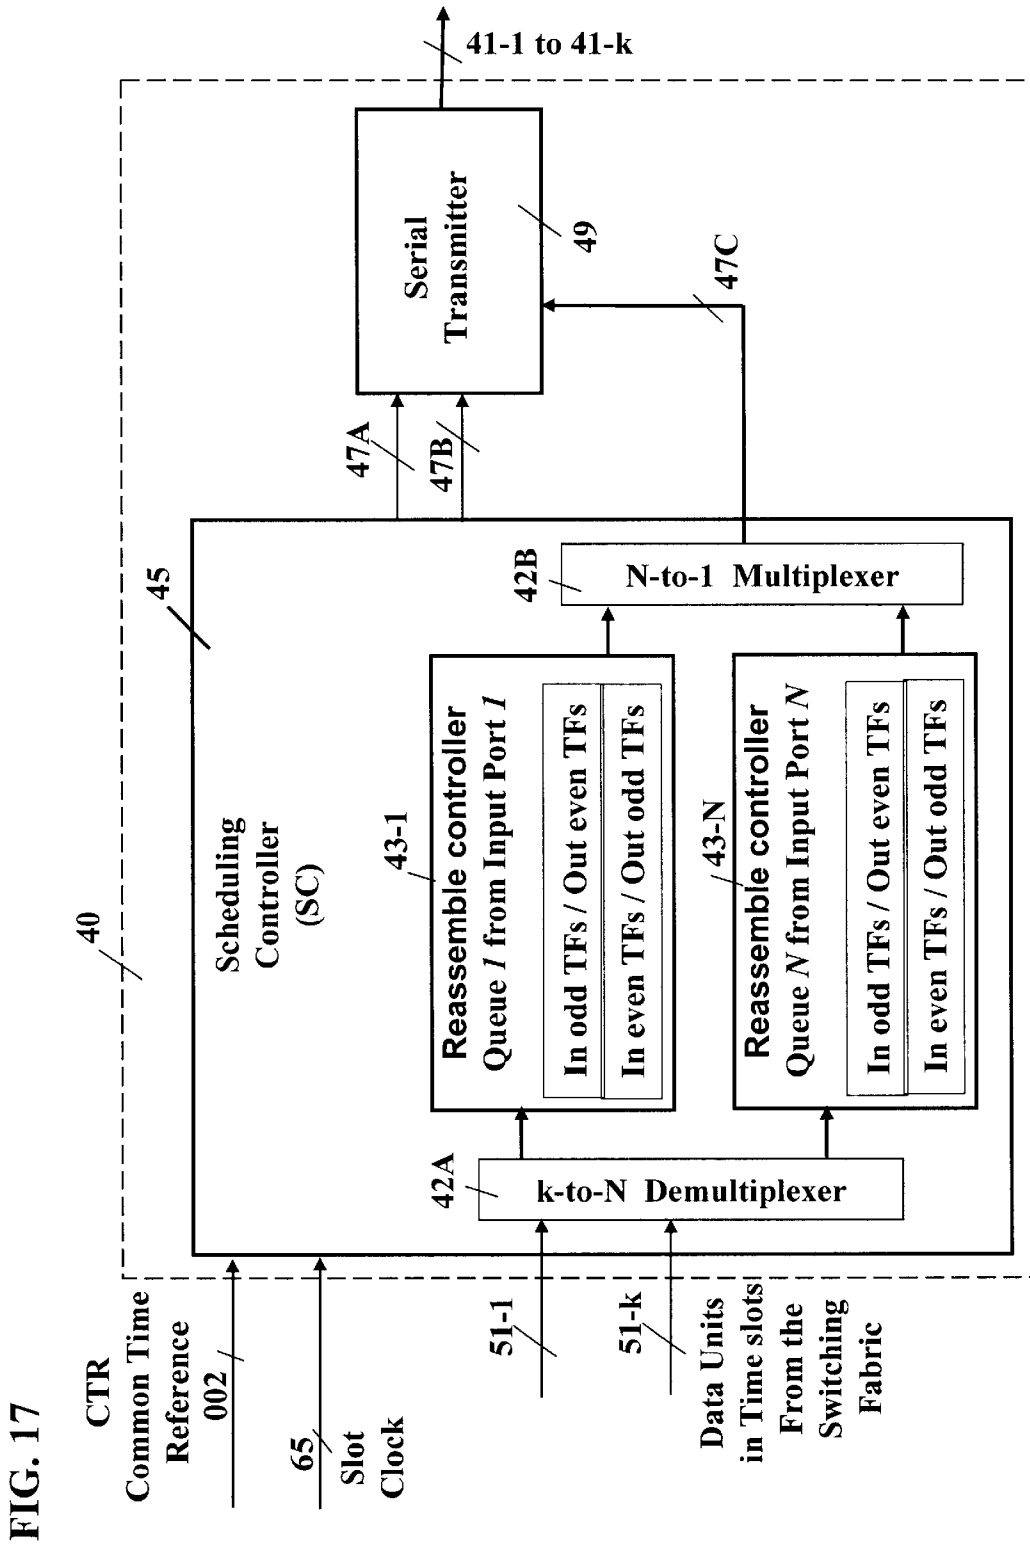 FIG. 17
CTR
Common Time
Reference
002
65
Slot
Clock
51-1
51-k
Data Units
in Time slots
From the
Switching
Fabric
40
45
Scheduling
Controller
(SC)
42A
k-to-N Demultiplexer
43-1
Reassemble controller
Queue 1 from Input Port 1
In odd TFs / Out even TFs
In even TFs / Out odd TFs
43-N
Reassemble controller
Queue N from Input Port N
In odd TFs / Out even TFs
In even TFs / Out odd TFs
42B
N-to-1 Multiplexer
47A
47B
47C
Serial
Transmitter
49
41-1 to 41-k